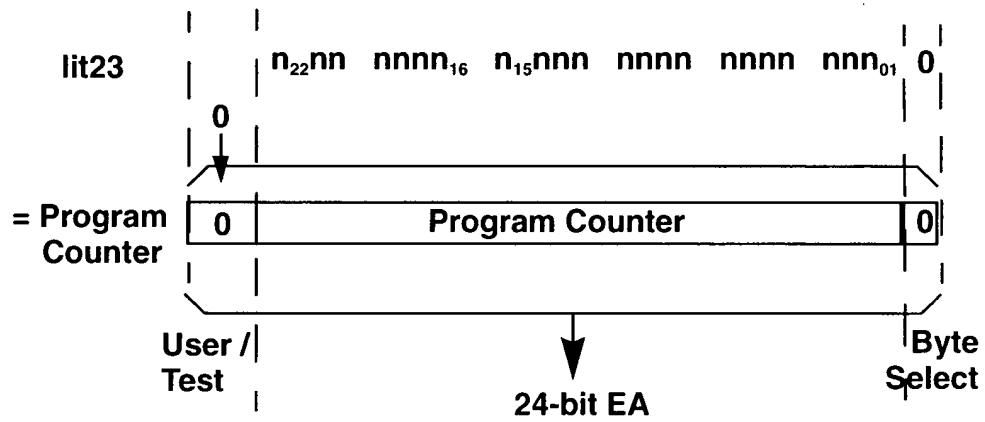 lit23 n₂₂nn nnnn₁₆ n₁₅nnn nnnn nnnn nnn₀₁ 0
0
= Program Counter 0 Program Counter 0
User / Test
Byte Select
24-bit EA